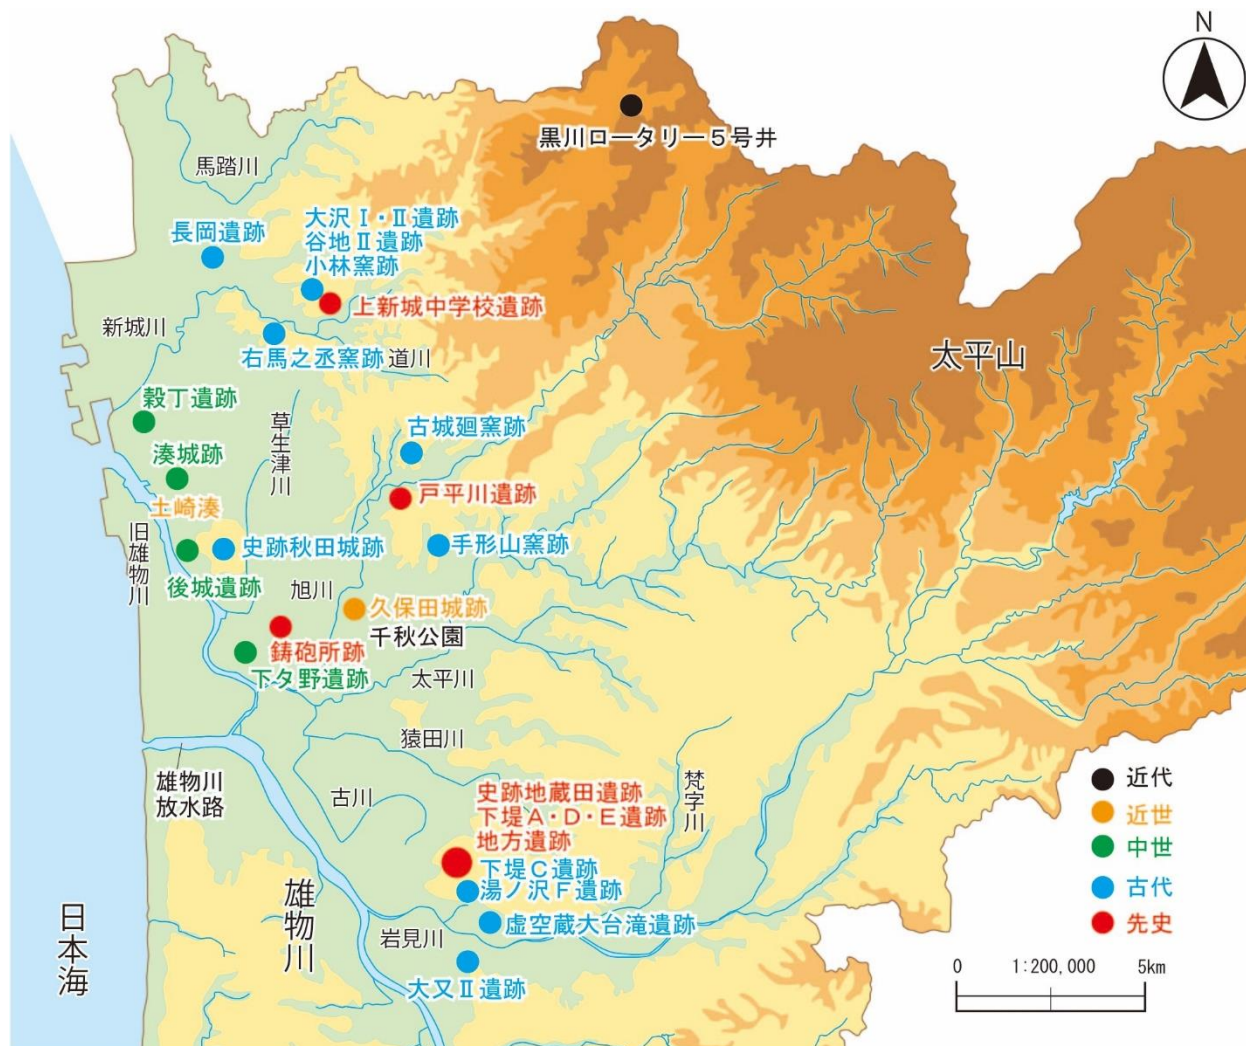 N
黒川ロータリー5号井
馬踏川
長岡遺跡
大沢Ⅰ・Ⅱ遺跡
谷地Ⅱ遺跡
小林窯跡
上新城中学校遺跡
新城川
右馬之丞窯跡
道川
太平山
穀丁遺跡
草生津川
古城廻窯跡
湊城跡
土崎湊
戸平川遺跡
旧雄物川
史跡秋田城跡
手形山窯跡
後城遺跡
旭川
久保田城跡
千秋公園
鋳砲所跡
下タ野遺跡
太平川
猿田川
雄物川
放水路
古川
梵字川
史跡地蔵田遺跡
下堤A・D・E遺跡
地方遺跡
下堤C遺跡
湯ノ沢F遺跡
雄物川
虚空蔵大台滝遺跡
岩見川
大又Ⅱ遺跡
日本海
近代
近世
中世
古代
先史
0 1:200,000 5km